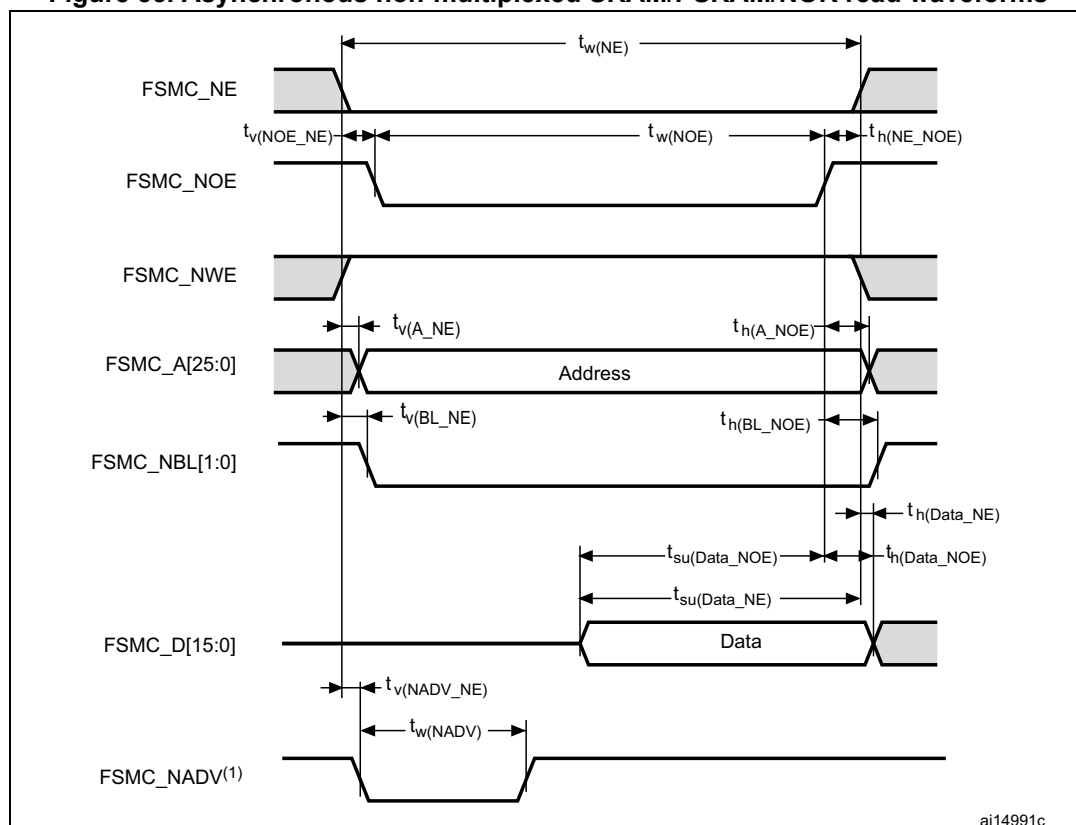 Figure 55. Asynchronous non-multiplexed SRAM/PSRAM/NOR read waveforms
tw(NE)
FSMC_NE
tv(NOE_NE)
tw(NOE)
th(NE_NOE)
FSMC_NOE
FSMC_NWE
tv(A_NE)
th(A_NOE)
FSMC_A[25:0]
Address
tv(BL_NE)
th(BL_NOE)
FSMC_NBL[1:0]
th(Data_NE)
tsu(Data_NOE)
th(Data_NOE)
tsu(Data_NE)
FSMC_D[15:0]
Data
tv(NADV_NE)
tw(NADV)
FSMC_NADV(1)
ai14991c